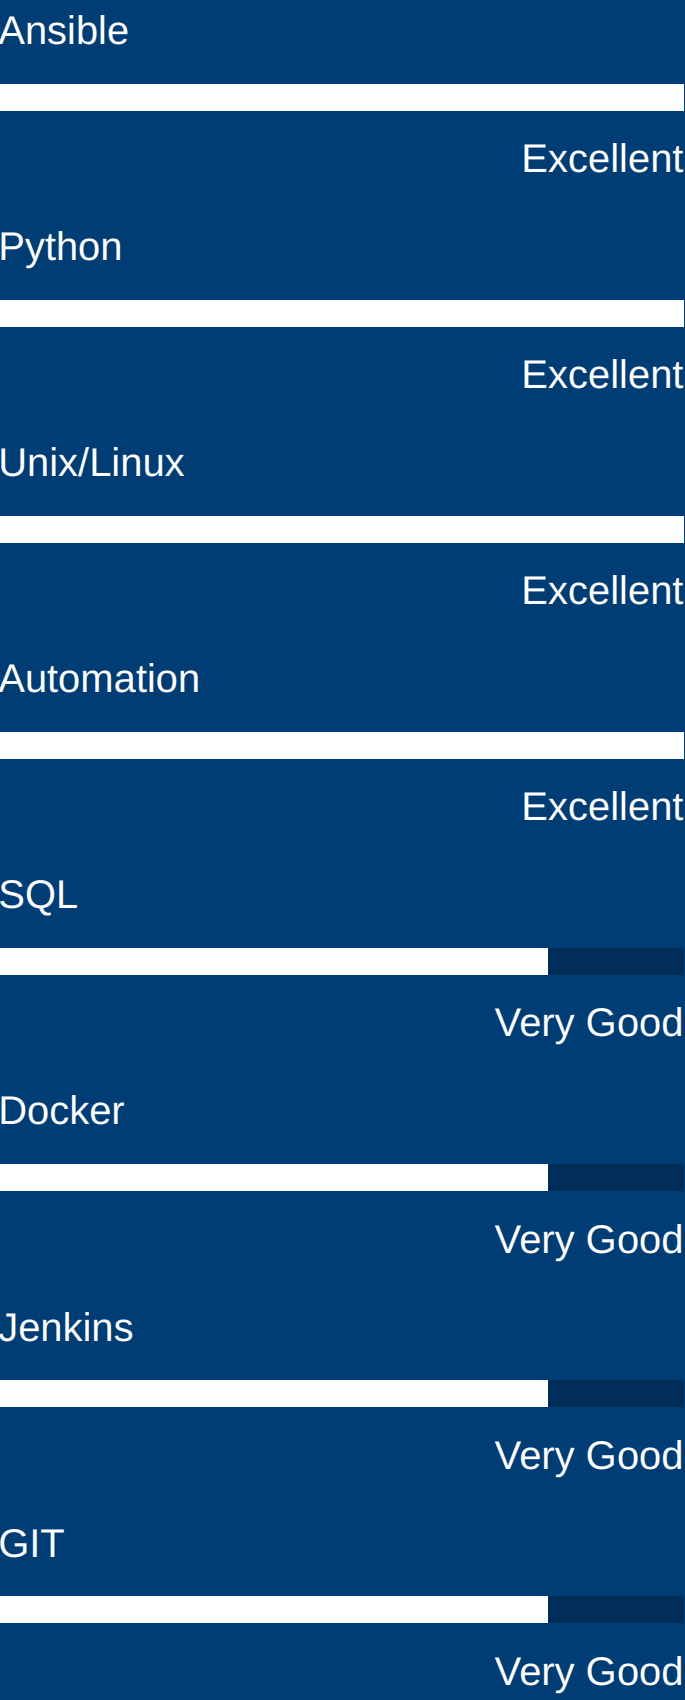 Ansible
Excellent
Python
Excellent
Unix/Linux
Excellent
Automation
Excellent
SQL
Very Good
Docker
Very Good
Jenkins
Very Good
GIT
Very Good